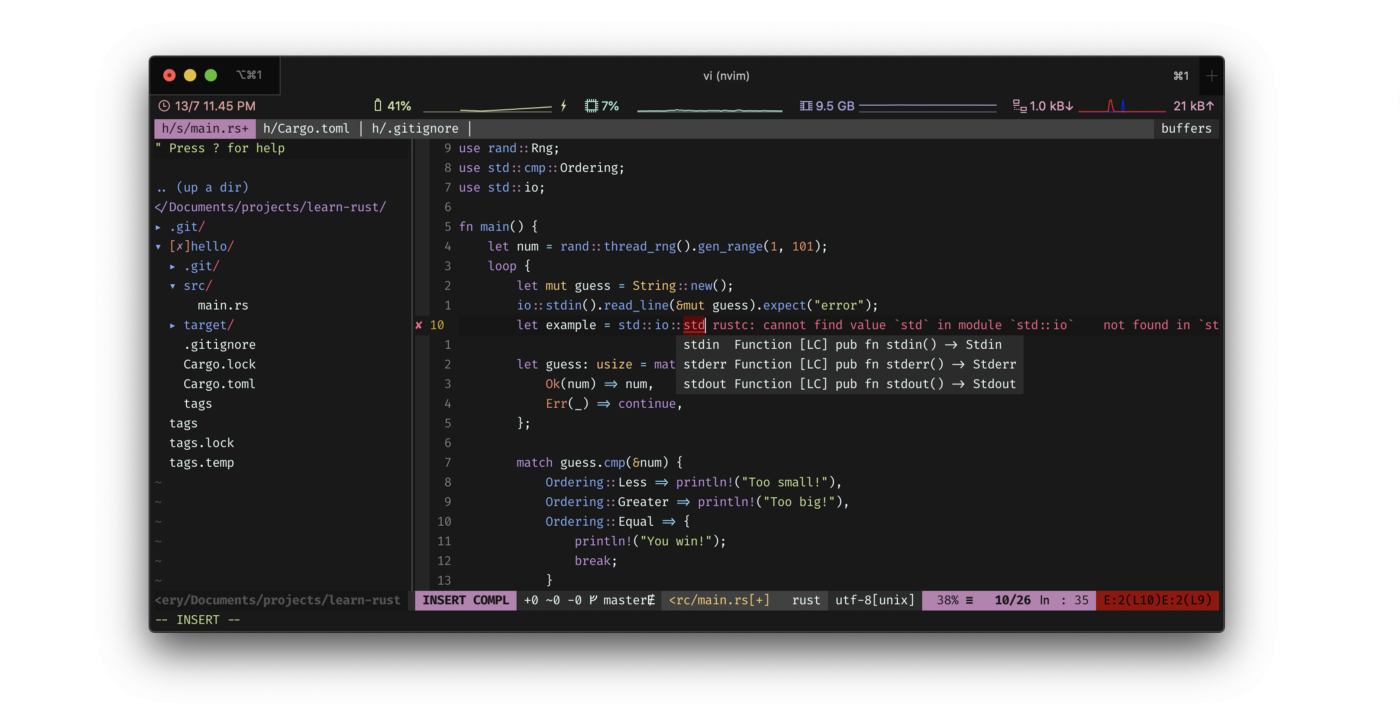 ⌥⌘1 vi (nvim) ⌘1 +
13/7 11.45 PM 41% 7% 9.5 GB 1.0 kB↓ 21 kB↑
h/s/main.rs+ h/Cargo.toml | h/.gitignore | buffers
" Press ? for help
.. (up a dir)
</Documents/projects/learn-rust/
▸ .git/
▾ [✗]hello/
▸ .git/
▾ src/
main.rs
▸ target/
.gitignore
Cargo.lock
Cargo.toml
tags
tags
tags.lock
tags.temp
~
~
~
~
~
~
9 use rand::Rng;
8 use std::cmp::Ordering;
7 use std::io;
6
5 fn main() {
4 let num = rand::thread_rng().gen_range(1, 101);
3 loop {
2 let mut guess = String::new();
1 io::stdin().read_line(&mut guess).expect("error");
✘ 10 let example = std::io::std rustc: cannot find value `std` in module `std::io` not found in `st
1 stdin Function [LC] pub fn stdin() → Stdin
2 let guess: usize = mat stderr Function [LC] pub fn stderr() → Stderr
3 Ok(num) ⇒ num, stdout Function [LC] pub fn stdout() → Stdout
4 Err(_) ⇒ continue,
5 };
6
7 match guess.cmp(&num) {
8 Ordering::Less ⇒ println!("Too small!"),
9 Ordering::Greater ⇒ println!("Too big!"),
10 Ordering::Equal ⇒ {
11 println!("You win!");
12 break;
13 }
<ery/Documents/projects/learn-rust INSERT COMPL +0 ~0 -0 master <rc/main.rs[+] rust utf-8[unix] 38% ≡ 10/26 ln : 35 E:2(L10)E:2(L9)
-- INSERT --